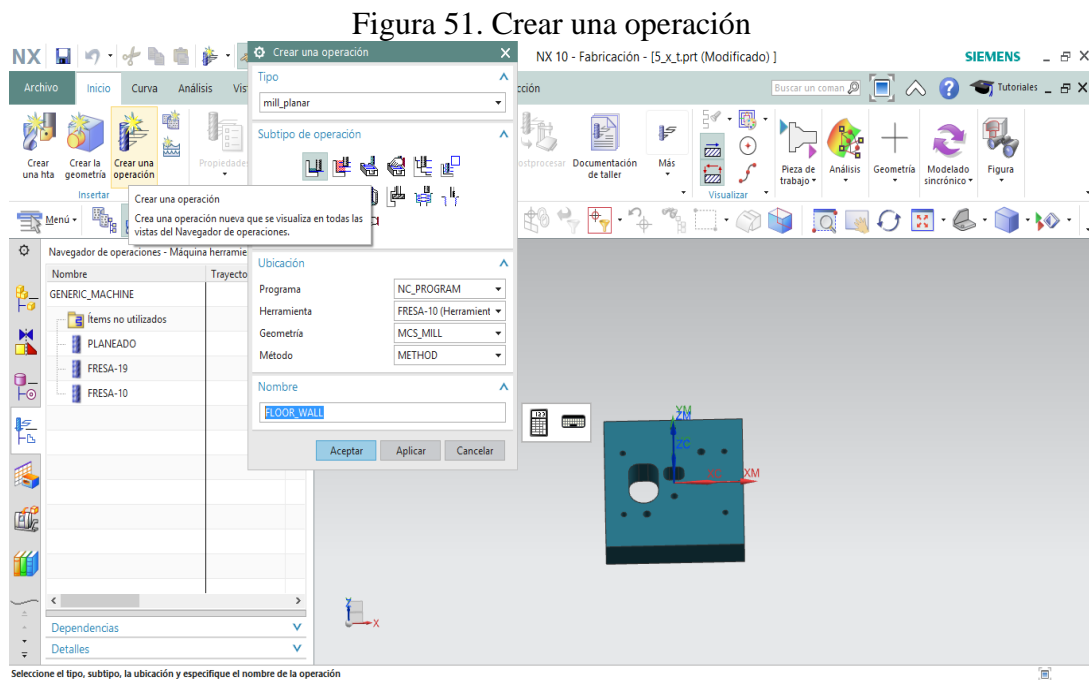 Figura 51. Crear una operación
NX
Crear una operación
NX 10 - Fabricación - [5_x_t.prt (Modificado) ]
SIEMENS
Archivo
Inicio
Curva
Análisis
Vis
cción
Buscar un coman
Tutoriales
Crear una hta
Crear la geometría
Crear una operación
Propiedade
Insertar
ostprocesar
Documentación de taller
Más
Visualizar
Pieza de trabajo
Análisis
Geometría
Modelado sincrónico
Figura
Menú
Tipo
mill_planar
Subtipo de operación
Crear una operación
Crea una operación nueva que se visualiza en todas las
vistas del Navegador de operaciones.
Navegador de operaciones - Máquina herramie
Nombre
Trayecto
GENERIC_MACHINE
Ítems no utilizados
PLANEADO
FRESA-19
FRESA-10
Ubicación
Programa
NC_PROGRAM
Herramienta
FRESA-10 (Herramient
Geometría
MCS_MILL
Método
METHOD
Nombre
FLOOR_WALL
Aceptar
Aplicar
Cancelar
ZM
ZC
XM
Z
X
Dependencias
Detalles
Seleccione el tipo, subtipo, la ubicación y especifique el nombre de la operación